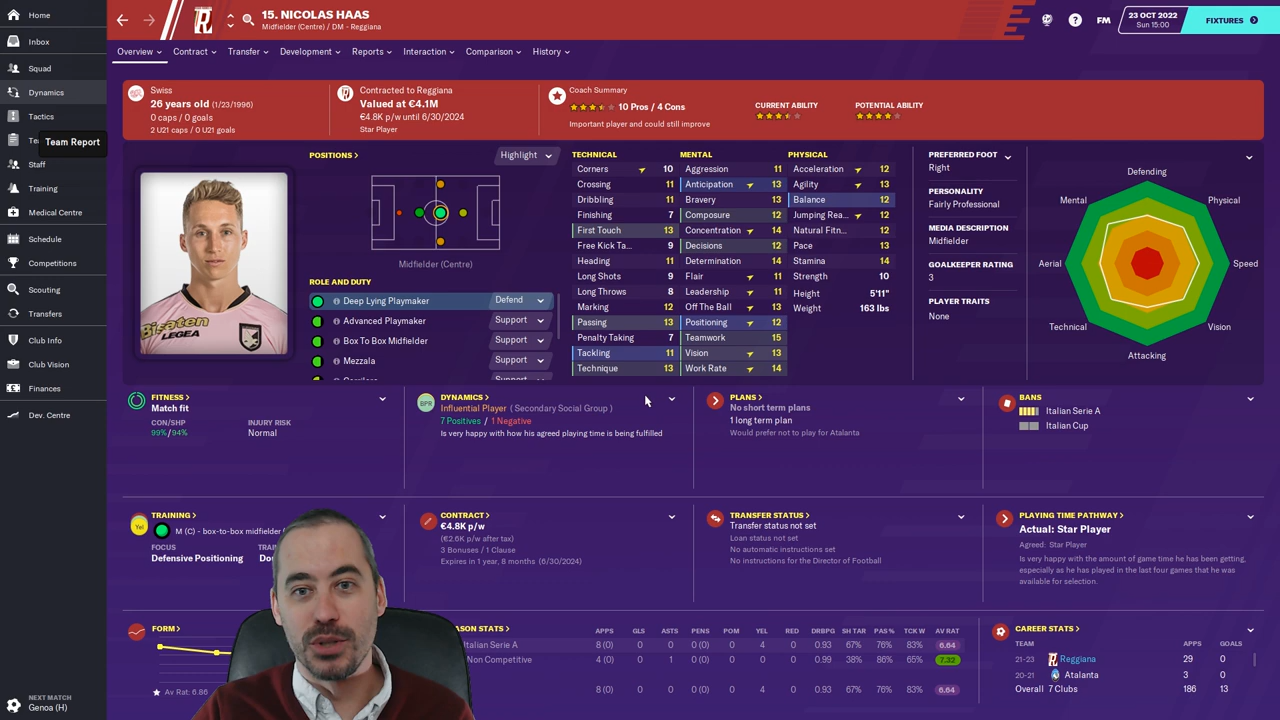 Home
Inbox
Squad
Dynamics
Tactics
Team Report
Staff
Training
Medical Centre
Schedule
Competitions
Scouting
Transfers
Club Info
Club Vision
Finances
Dev. Centre
NEXT MATCH
Genoa (H)
15. NICOLAS HAAS
Midfielder (Centre) / DM - Reggiana
FM
23 OCT 2022
Sun 15:00
FIXTURES
Overview Contract Transfer Development Reports Interaction Comparison History
Swiss
26 years old (1/23/1996)
0 caps / 0 goals
2 U21 caps / 0 U21 goals
Contracted to Reggiana
Valued at €4.1M
€4.8K p/w until 6/30/2024
Star Player
Coach Summary
10 Pros / 4 Cons
Important player and could still improve
CURRENT ABILITY
POTENTIAL ABILITY
POSITIONS
Highlight
Midfielder (Centre)
ROLE AND DUTY
Deep Lying Playmaker Defend
Advanced Playmaker Support
Box To Box Midfielder Support
Mezzala Support
TECHNICAL
Corners 10
Crossing 11
Dribbling 11
Finishing 7
First Touch 13
Free Kick Ta... 9
Heading 11
Long Shots 9
Long Throws 8
Marking 12
Passing 13
Penalty Taking 7
Tackling 11
Technique 13
MENTAL
Aggression 11
Anticipation 13
Bravery 13
Composure 12
Concentration 14
Decisions 12
Determination 14
Flair 11
Leadership 11
Off The Ball 13
Positioning 12
Teamwork 15
Vision 13
Work Rate 14
PHYSICAL
Acceleration 12
Agility 13
Balance 12
Jumping Rea... 12
Natural Fitn... 12
Pace 13
Stamina 14
Strength 10
Height 5'11"
Weight 163 lbs
PREFERRED FOOT
Right
PERSONALITY
Fairly Professional
MEDIA DESCRIPTION
Midfielder
GOALKEEPER RATING
3
PLAYER TRAITS
None
Defending
Mental Physical
Aerial Speed
Technical Vision
Attacking
Bisaten
LEGEA
FITNESS
Match fit
CON/SHP
99%/94%
INJURY RISK
Normal
BPR
DYNAMICS
Influential Player ( Secondary Social Group )
7 Positives / 1 Negative
Is very happy with how his agreed playing time is being fulfilled
PLANS
No short term plans
1 long term plan
Would prefer not to play for Atalanta
BANS
Italian Serie A
Italian Cup
Yel
TRAINING
M (C) - box-to-box midfielder
FOCUS
Defensive Positioning
CONTRACT
€4.8K p/w
(€2.6K p/w after tax)
3 Bonuses / 1 Clause
Expires in 1 year, 8 months (6/30/2024)
TRANSFER STATUS
Transfer status not set
Loan status not set
No automatic instructions set
No instructions for the Director of Football
PLAYING TIME PATHWAY
Actual: Star Player
Agreed: Star Player
Is very happy with the amount of game time he has been getting,
especially as he has played in the last four games that he was
available for selection.
FORM
Av Rat: 6.86
STATS
APPS GLS ASTS PENS POM YEL RED DRBPG SH TAR PAS % TCK W AV RAT
Italian Serie A 8 (0) 0 0 0 (0) 0 4 0 0.93 67% 76% 83% 6.64
Non Competitive 4 (0) 0 1 0 (0) 0 0 0 0.99 38% 86% 65% 7.32
8 (0) 0 0 0 (0) 0 4 0 0.93 67% 76% 83% 6.64
CAREER STATS
TEAM APPS GOALS
21-23 Reggiana 29 0
20-21 Atalanta 3 0
Overall 7 Clubs 186 13